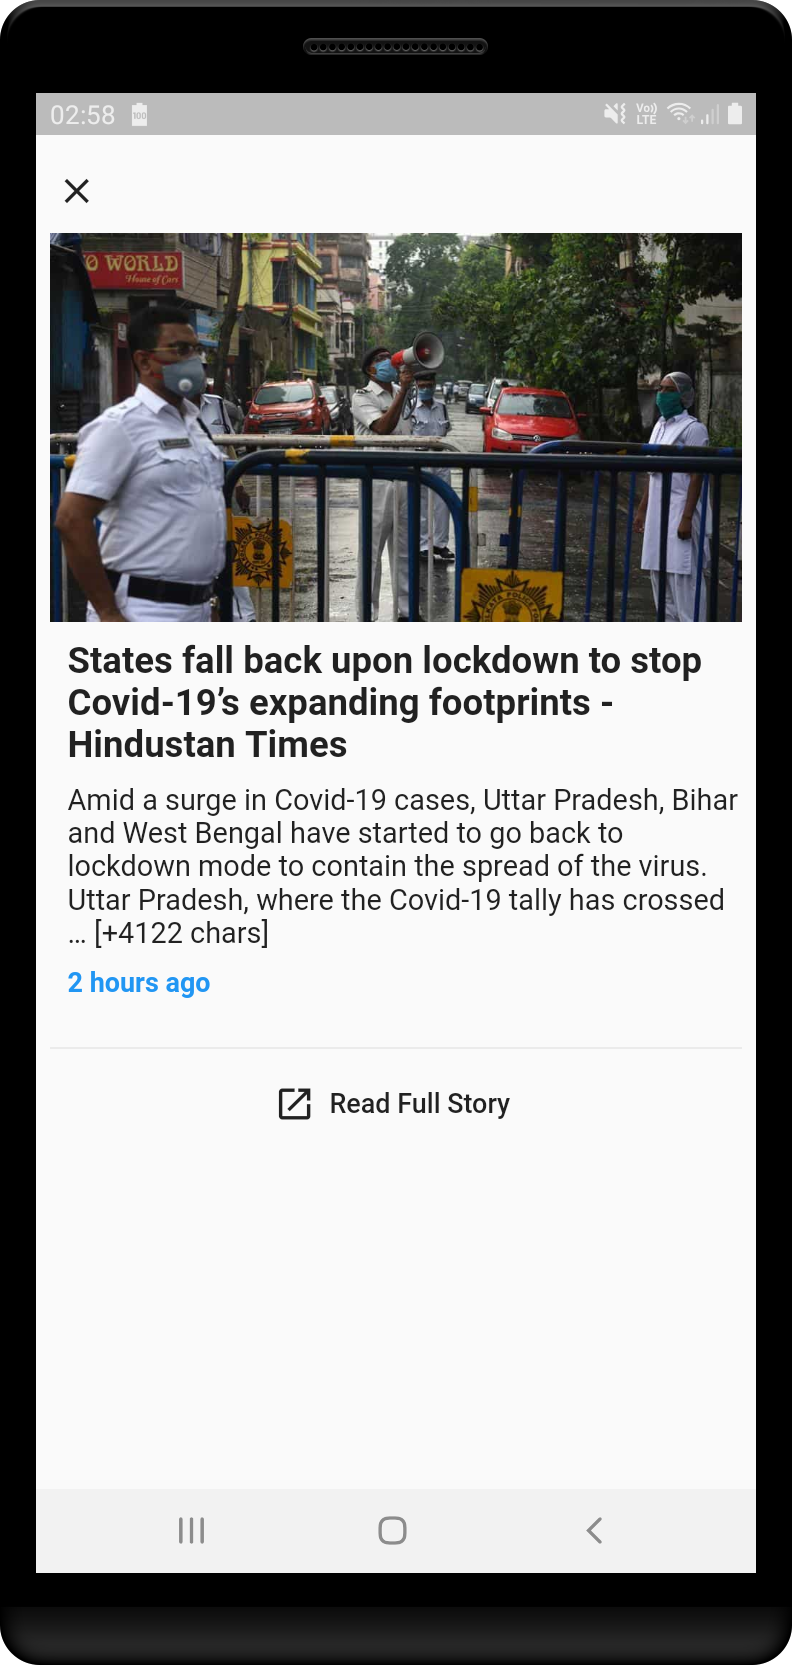 02:58
100
Vo))
LTE
O WORLD
House of Cars
States fall back upon lockdown to stop
Covid-19’s expanding footprints -
Hindustan Times
Amid a surge in Covid-19 cases, Uttar Pradesh, Bihar
and West Bengal have started to go back to
lockdown mode to contain the spread of the virus.
Uttar Pradesh, where the Covid-19 tally has crossed
… [+4122 chars]
2 hours ago
Read Full Story